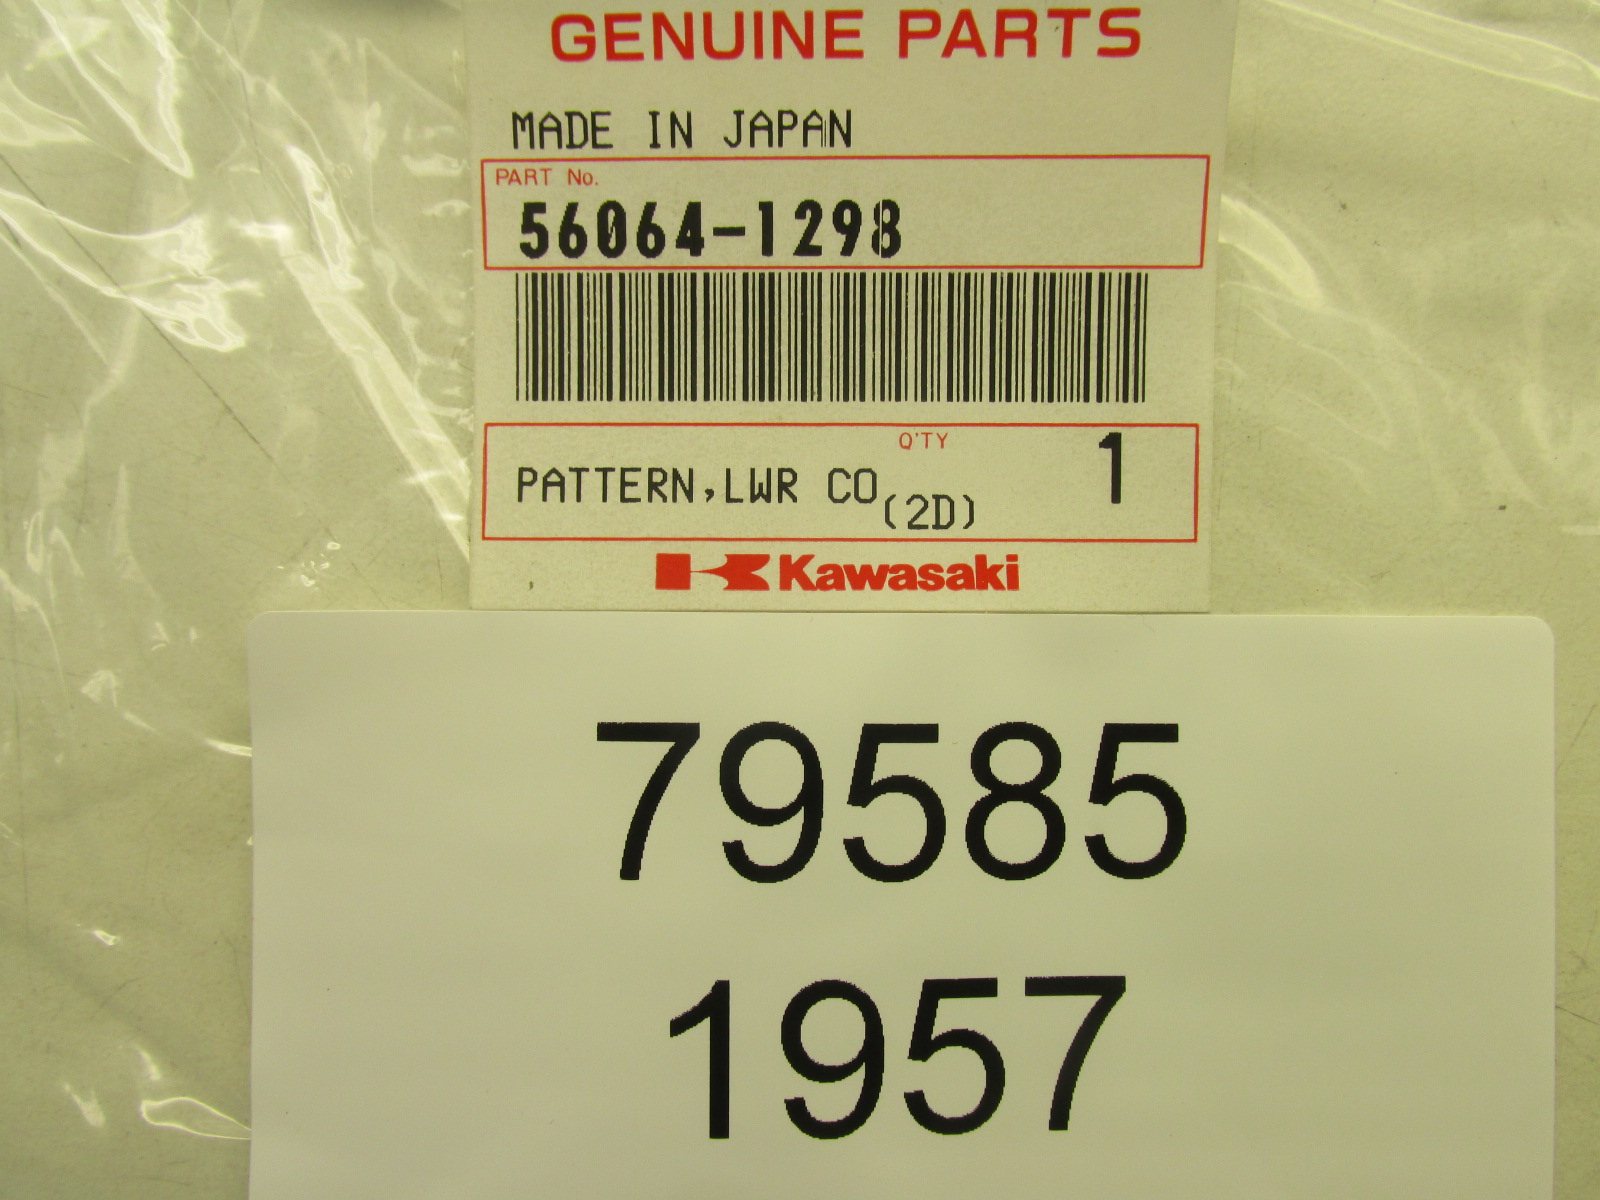 GENUINE PARTS
MADE IN JAPAN
PART No.
56064-1298
Q'TY
PATTERN,LWR CO(2D) 1
Kawasaki
79585
1957